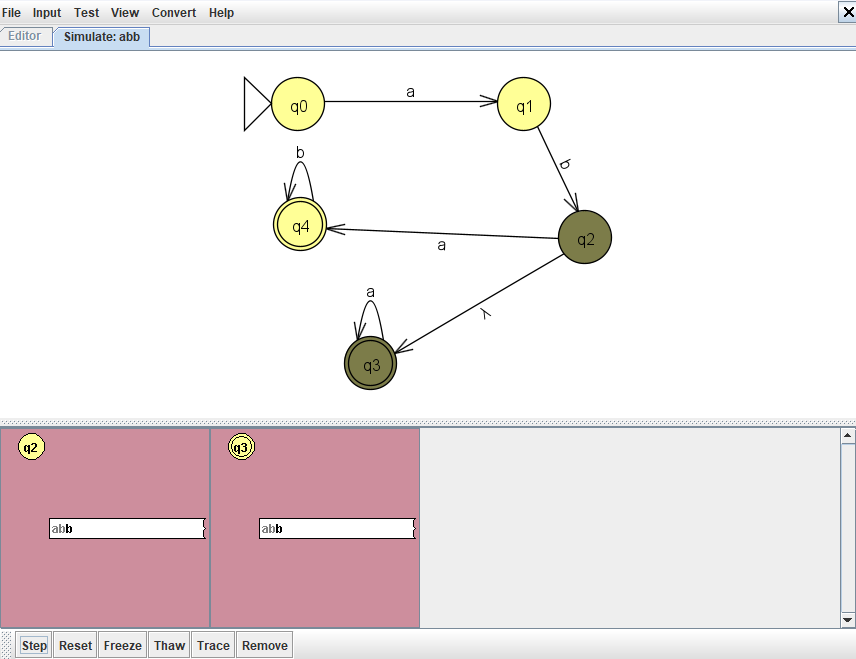 File Input Test View Convert Help
Editor Simulate: abb
q0 a q1
b b
q4 a q2
a λ
q3
q2 q3
abb abb
Step Reset Freeze Thaw Trace Remove